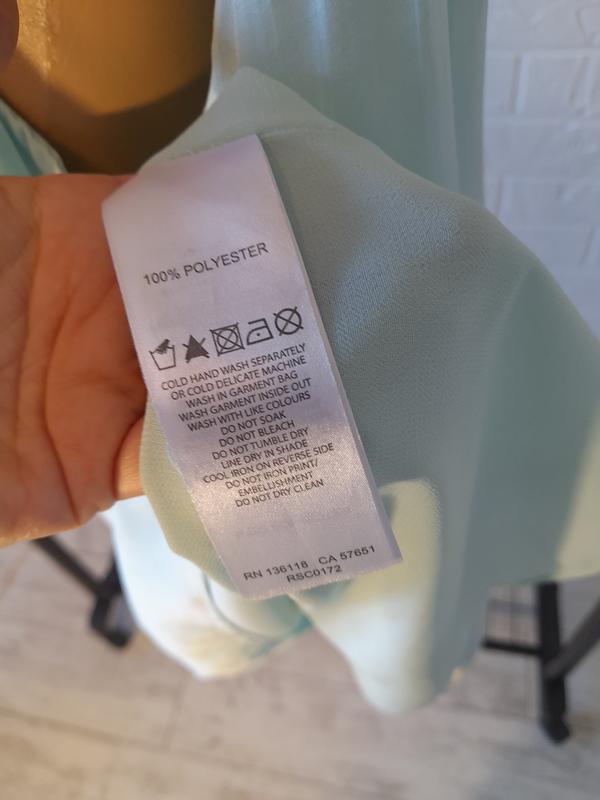 100% POLYESTER
COLD HAND WASH SEPARATELY
OR COLD DELICATE MACHINE
WASH IN GARMENT BAG
WASH GARMENT INSIDE OUT
WASH WITH LIKE COLOURS
DO NOT SOAK
DO NOT BLEACH
DO NOT TUMBLE DRY
LINE DRY IN SHADE
COOL IRON ON REVERSE SIDE
DO NOT IRON PRINT/
EMBELLISHMENT
DO NOT DRY CLEAN
RN 136118 CA 57651
RSC0172